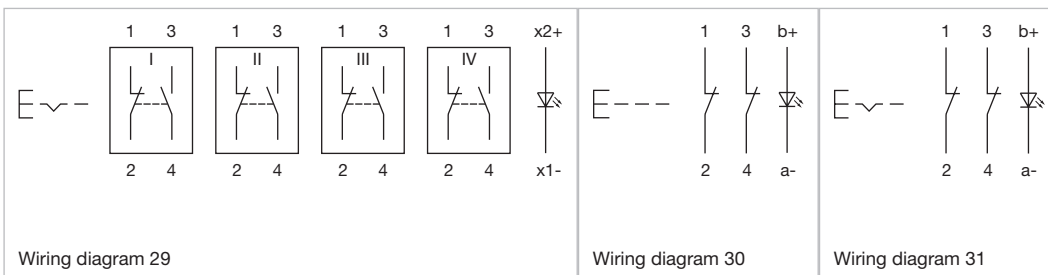 1 3 1 3 1 3 1 3 x2+ 1 3 b+ 1 3 b+
I II III IV
2 4 2 4 2 4 2 4 x1- 2 4 a- 2 4 a-
Wiring diagram 29
Wiring diagram 30
Wiring diagram 31